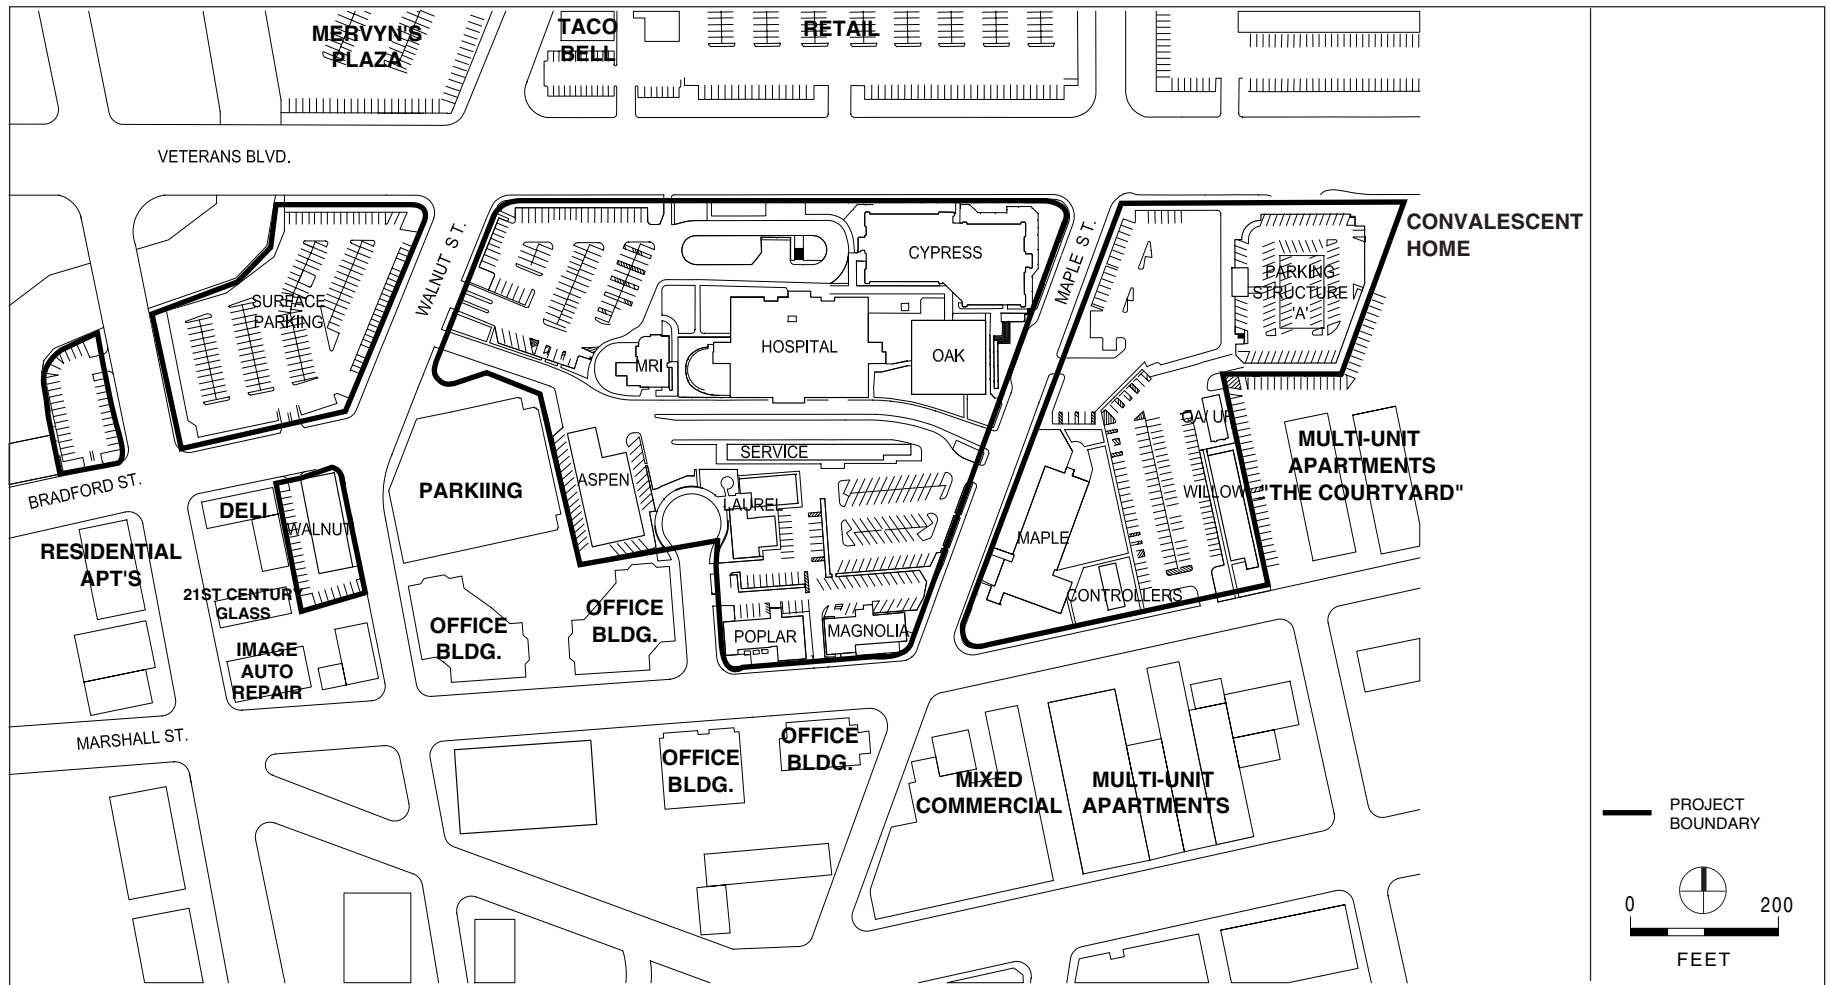 MERVYN'S
PLAZA
TACO
BELL
RETAIL
VETERANS BLVD.
WALNUT ST.
MAPLE ST.
CONVALESCENT
HOME
CYPRESS
PARKING
STRUCTURE
'A'
SURFACE
PARKING
HOSPITAL
OAK
MRI
QA/ UR
MULTI-UNIT
APARTMENTS
"THE COURTYARD"
SERVICE
ASPEN
PARKIING
BRADFORD ST.
DELI
WALNUT
LAUREL
WILLOW
MAPLE
RESIDENTIAL
APT'S
21ST CENTURY
GLASS
CONTROLLERS
OFFICE
BLDG.
OFFICE
BLDG.
POPLAR
MAGNOLIA
IMAGE
AUTO
REPAIR
MARSHALL ST.
OFFICE
BLDG.
OFFICE
BLDG.
MIXED
COMMERCIAL
MULTI-UNIT
APARTMENTS
PROJECT
BOUNDARY
0
200
FEET